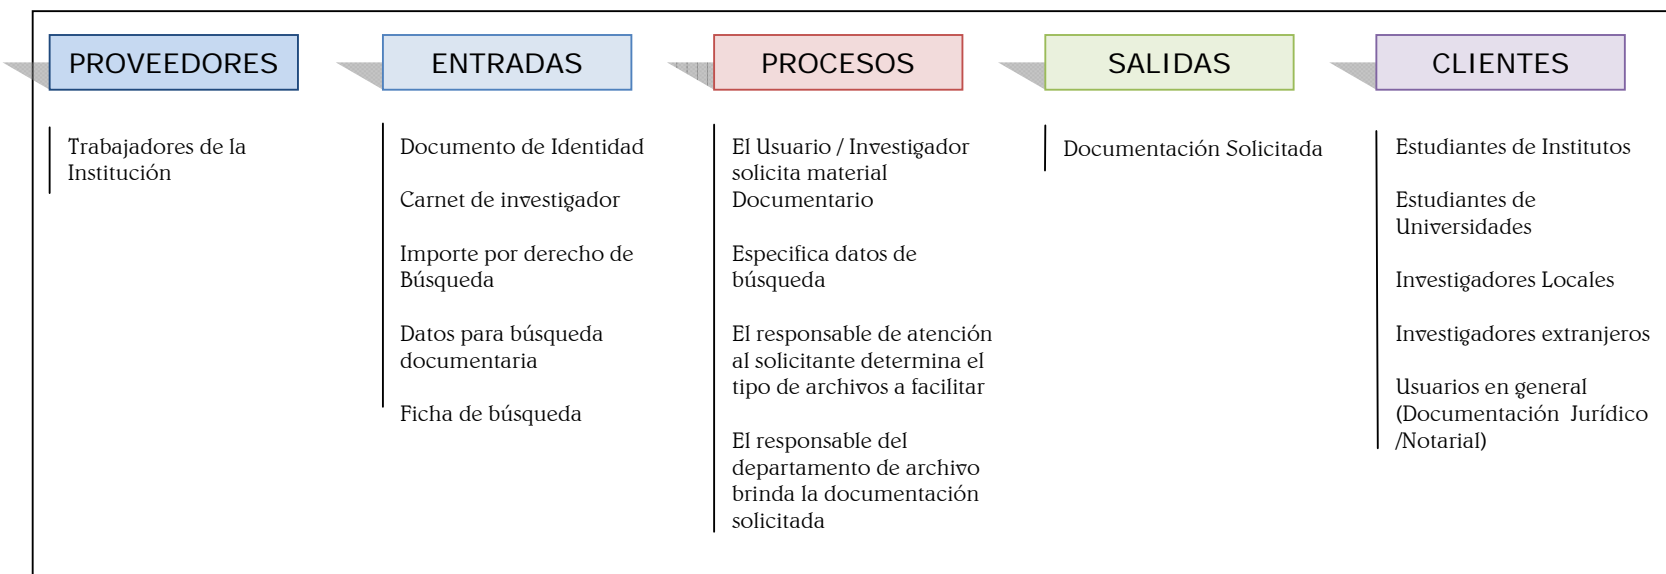 PROVEEDORES
Trabajadores de la
Institución
ENTRADAS
Documento de Identidad
Carnet de investigador
Importe por derecho de
Búsqueda
Datos para búsqueda
documentaria
Ficha de búsqueda
PROCESOS
El Usuario / Investigador
solicita material
Documentario
Especifica datos de
búsqueda
El responsable de atención
al solicitante determina el
tipo de archivos a facilitar
El responsable del
departamento de archivo
brinda la documentación
solicitada
SALIDAS
Documentación Solicitada
CLIENTES
Estudiantes de Institutos
Estudiantes de
Universidades
Investigadores Locales
Investigadores extranjeros
Usuarios en general
(Documentación Jurídico
/Notarial)